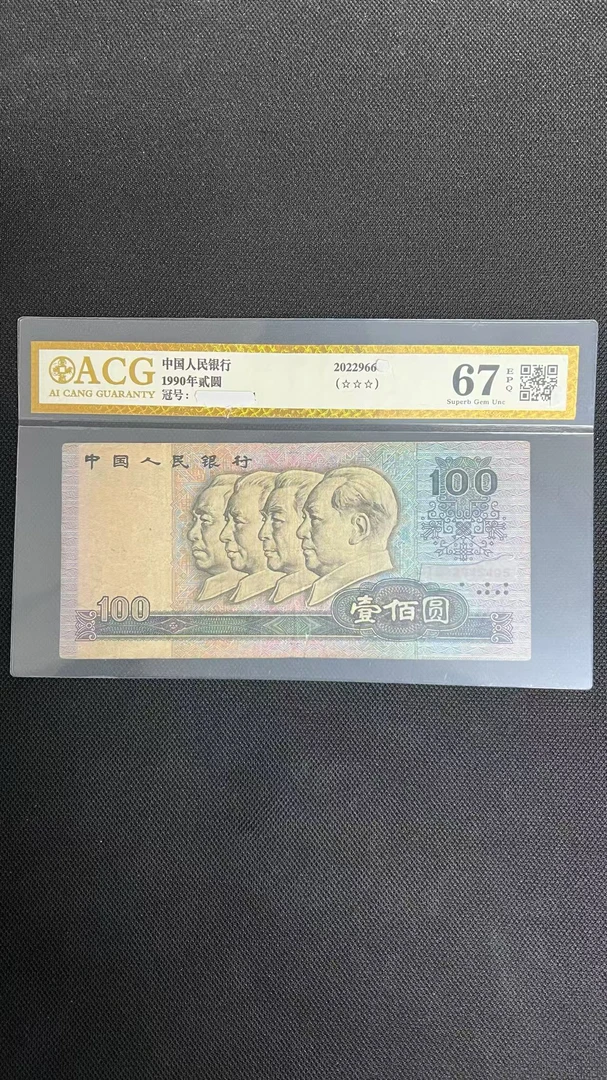 ACG
AI CANG GUARANTY
中国人民银行
1990年贰圆
冠号：
2022966
(☆☆☆)
67
EPQ
Superb Gem Unc
中国人民银行
100
100
壹佰圆